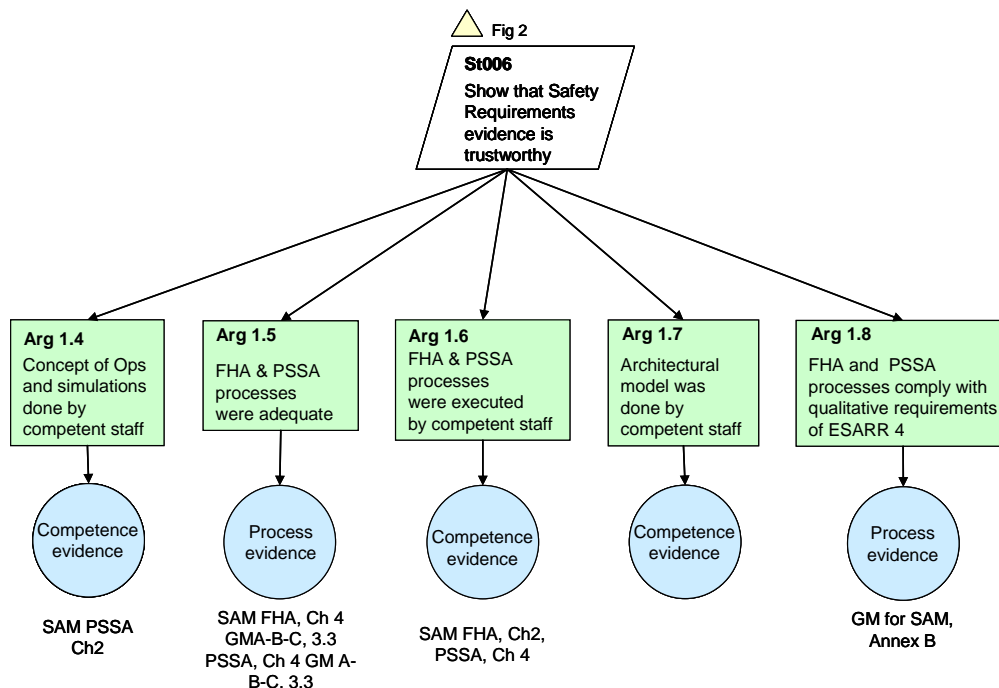 Fig 2
St006
Show that Safety
Requirements
evidence is
trustworthy
Arg 1.4
Concept of Ops
and simulations
done by
competent staff
Arg 1.5
FHA & PSSA
processes
were adequate
Arg 1.6
FHA & PSSA
processes
were executed
by competent staff
Arg 1.7
Architectural
model was
done by
competent staff
Arg 1.8
FHA and PSSA
processes comply with
qualitative requirements
of ESARR 4
Competence
evidence
Process
evidence
Competence
evidence
Competence
evidence
Process
evidence
SAM PSSA
Ch2
SAM FHA, Ch 4
GMA-B-C, 3.3
PSSA, Ch 4 GM A-
B-C, 3.3
SAM FHA, Ch2,
PSSA, Ch 4
GM for SAM,
Annex B